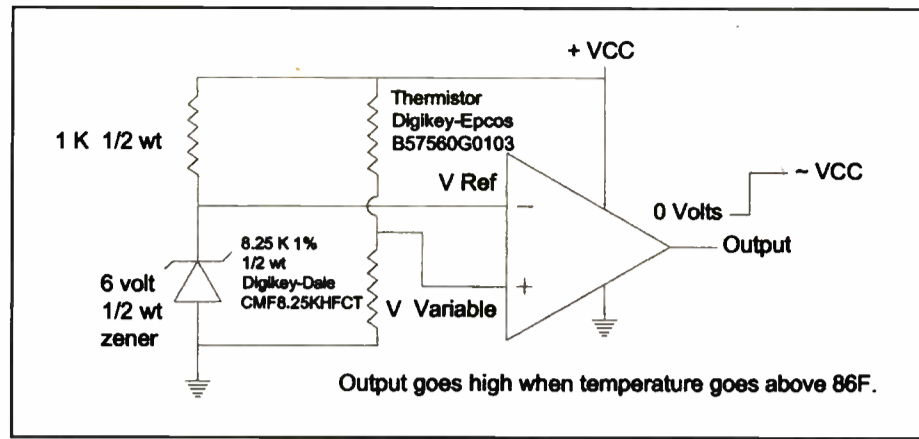 + VCC
Thermistor
Digikey-Epcos
B57560G0103
1 K 1/2 wt
V Ref
~ VCC
0 Volts
−
Output
8.25 K 1%
1/2 wt
Digikey-Dale
CMF8.25KHFCT
6 volt
1/2 wt
zener
+
V Variable
Output goes high when temperature goes above 86F.